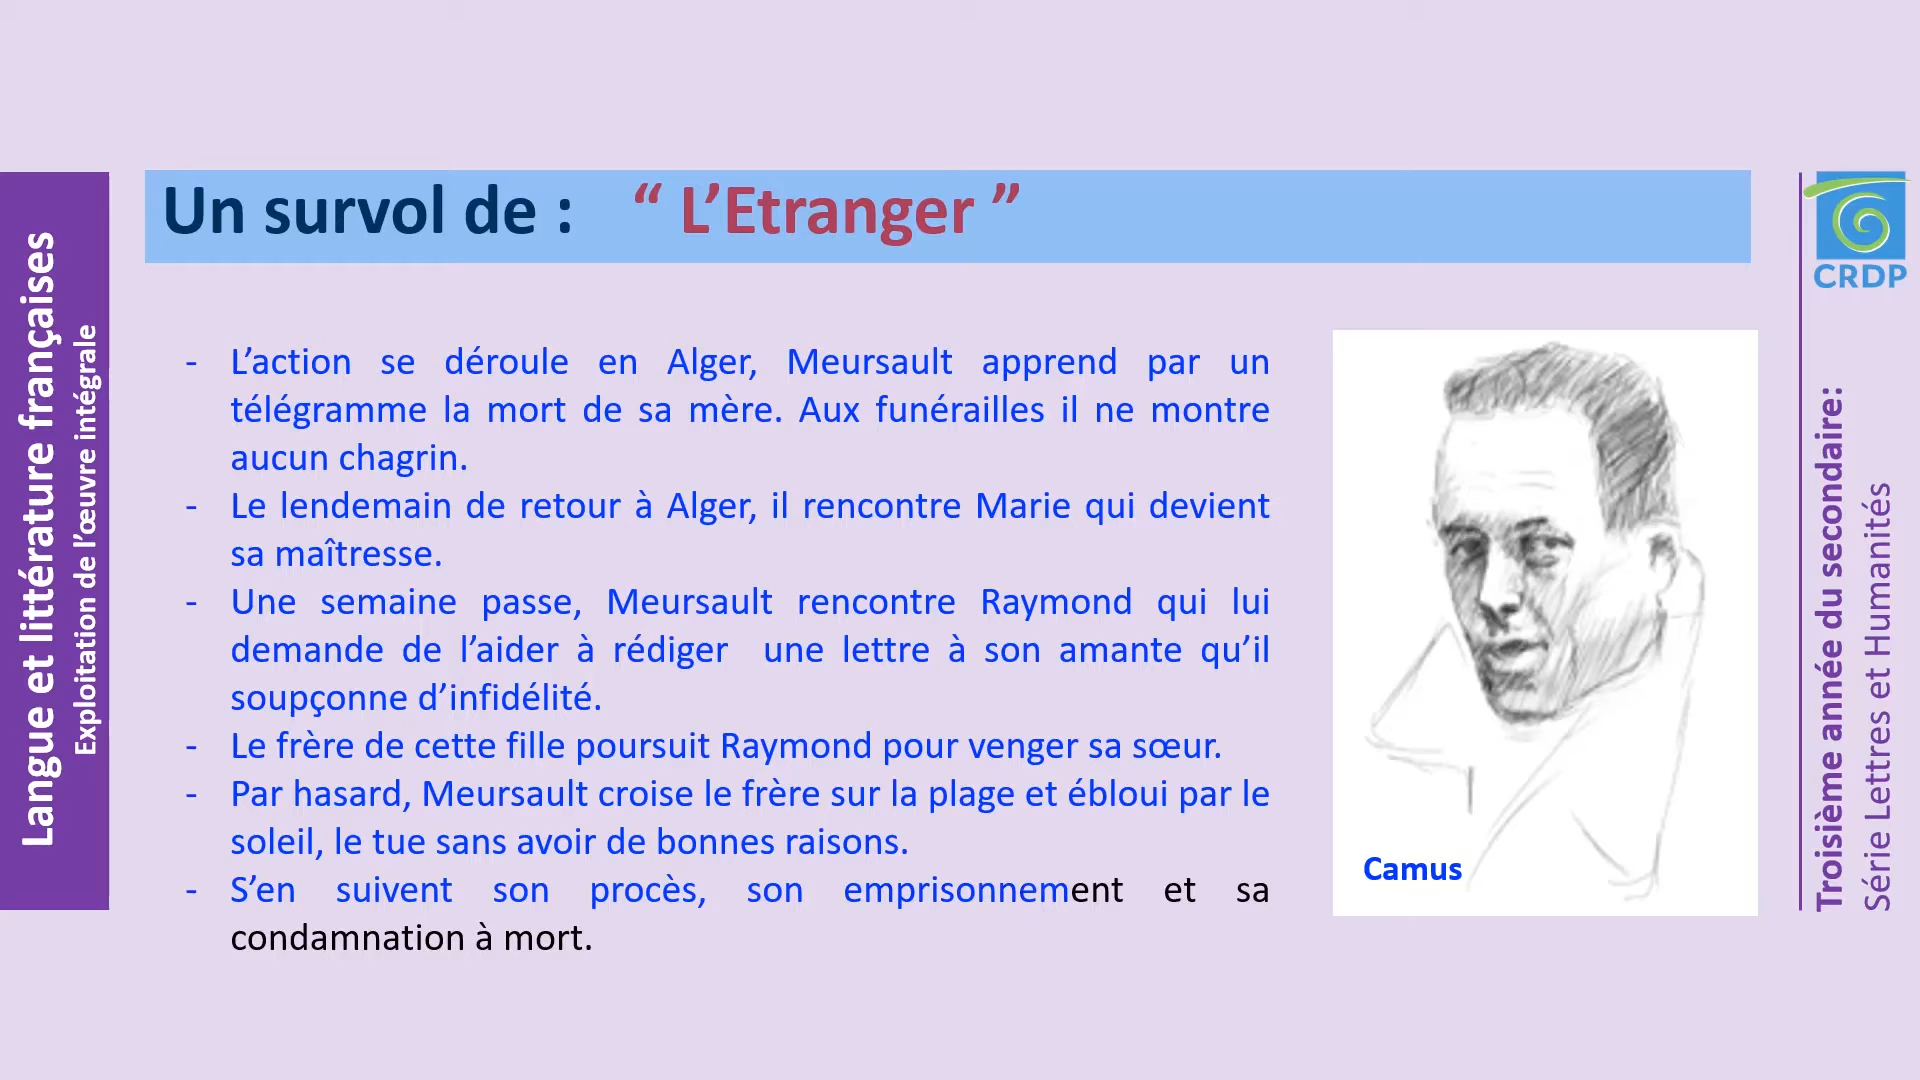 Langue et littérature françaises
Exploitation de l’œuvre intégrale
Un survol de : “ L’Etranger ”
- L’action se déroule en Alger, Meursault apprend par un
télégramme la mort de sa mère. Aux funérailles il ne montre
aucun chagrin.
- Le lendemain de retour à Alger, il rencontre Marie qui devient
sa maîtresse.
- Une semaine passe, Meursault rencontre Raymond qui lui
demande de l’aider à rédiger une lettre à son amante qu’il
soupçonne d’infidélité.
- Le frère de cette fille poursuit Raymond pour venger sa sœur.
- Par hasard, Meursault croise le frère sur la plage et ébloui par le
soleil, le tue sans avoir de bonnes raisons.
- S’en suivent son procès, son emprisonnement et sa
condamnation à mort.
Camus
CRDP
Troisième année du secondaire:
Série Lettres et Humanités